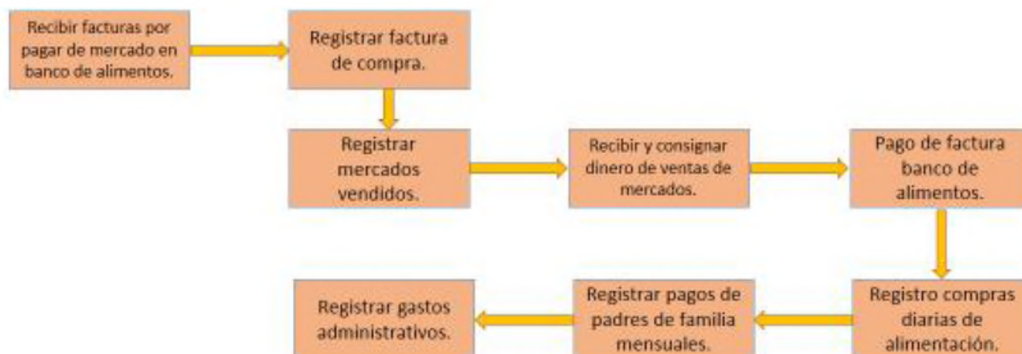 Recibir facturas por
pagar de mercado en
banco de alimentos.
Registrar factura
de compra.
Registrar
mercados
vendidos.
Recibir y consignar
dinero de ventas de
mercados.
Pago de factura
banco de
alimentos.
Registro compras
diarias de
alimentación.
Registrar pagos de
padres de familia
mensuales.
Registrar gastos
administrativos.